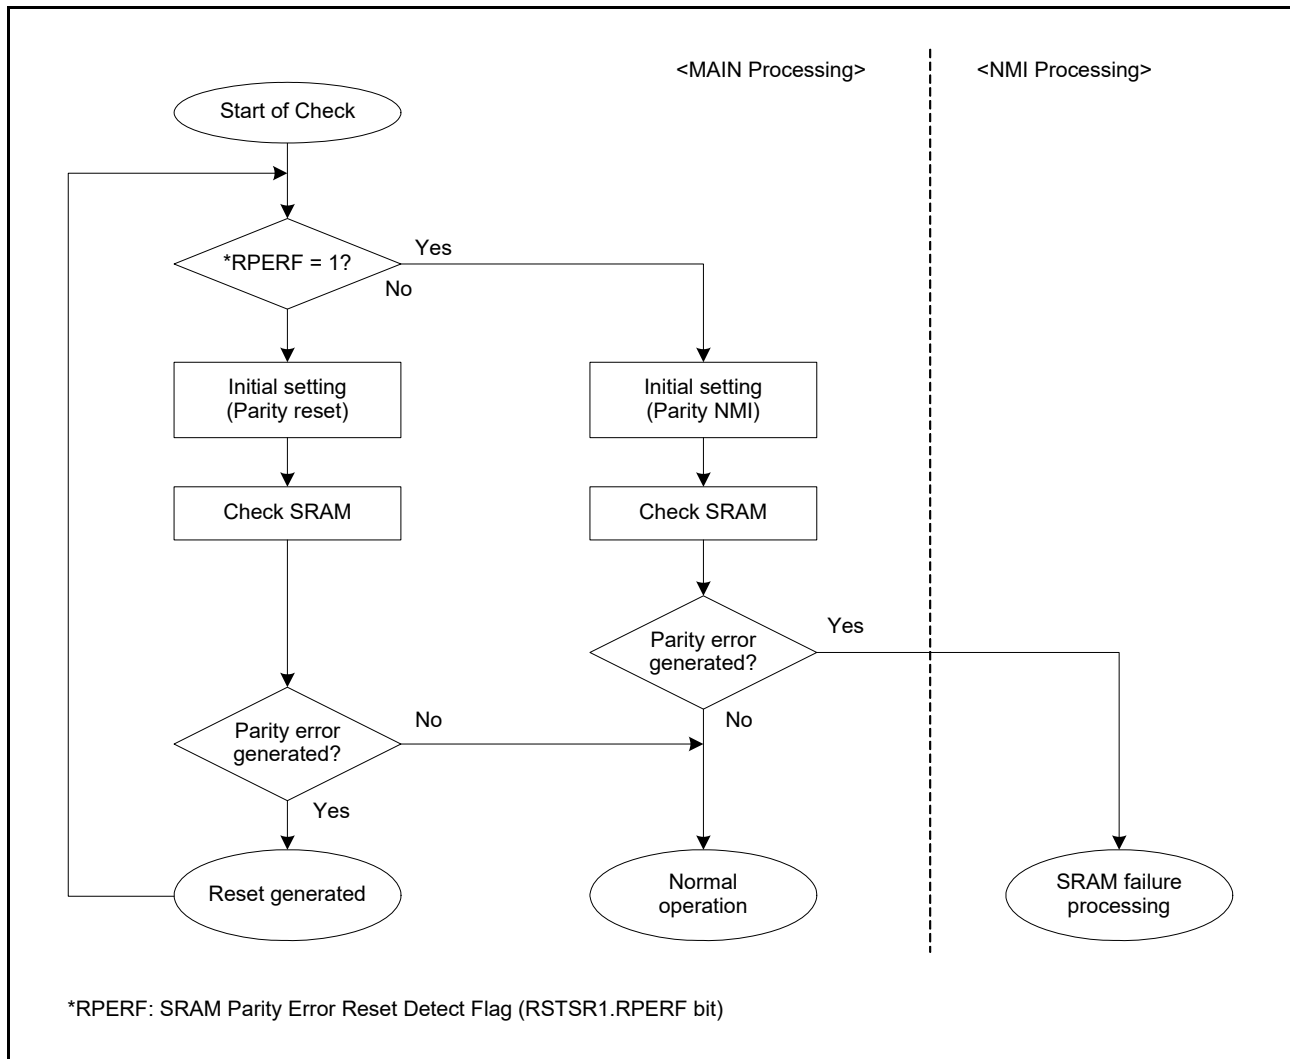 <MAIN Processing>
<NMI Processing>
Start of Check
*RPERF = 1?
Yes
No
Initial setting
(Parity reset)
Initial setting
(Parity NMI)
Check SRAM
Check SRAM
Parity error
generated?
Yes
No
Parity error
generated?
No
Yes
Reset generated
Normal
operation
SRAM failure
processing
*RPERF: SRAM Parity Error Reset Detect Flag (RSTSR1.RPERF bit)